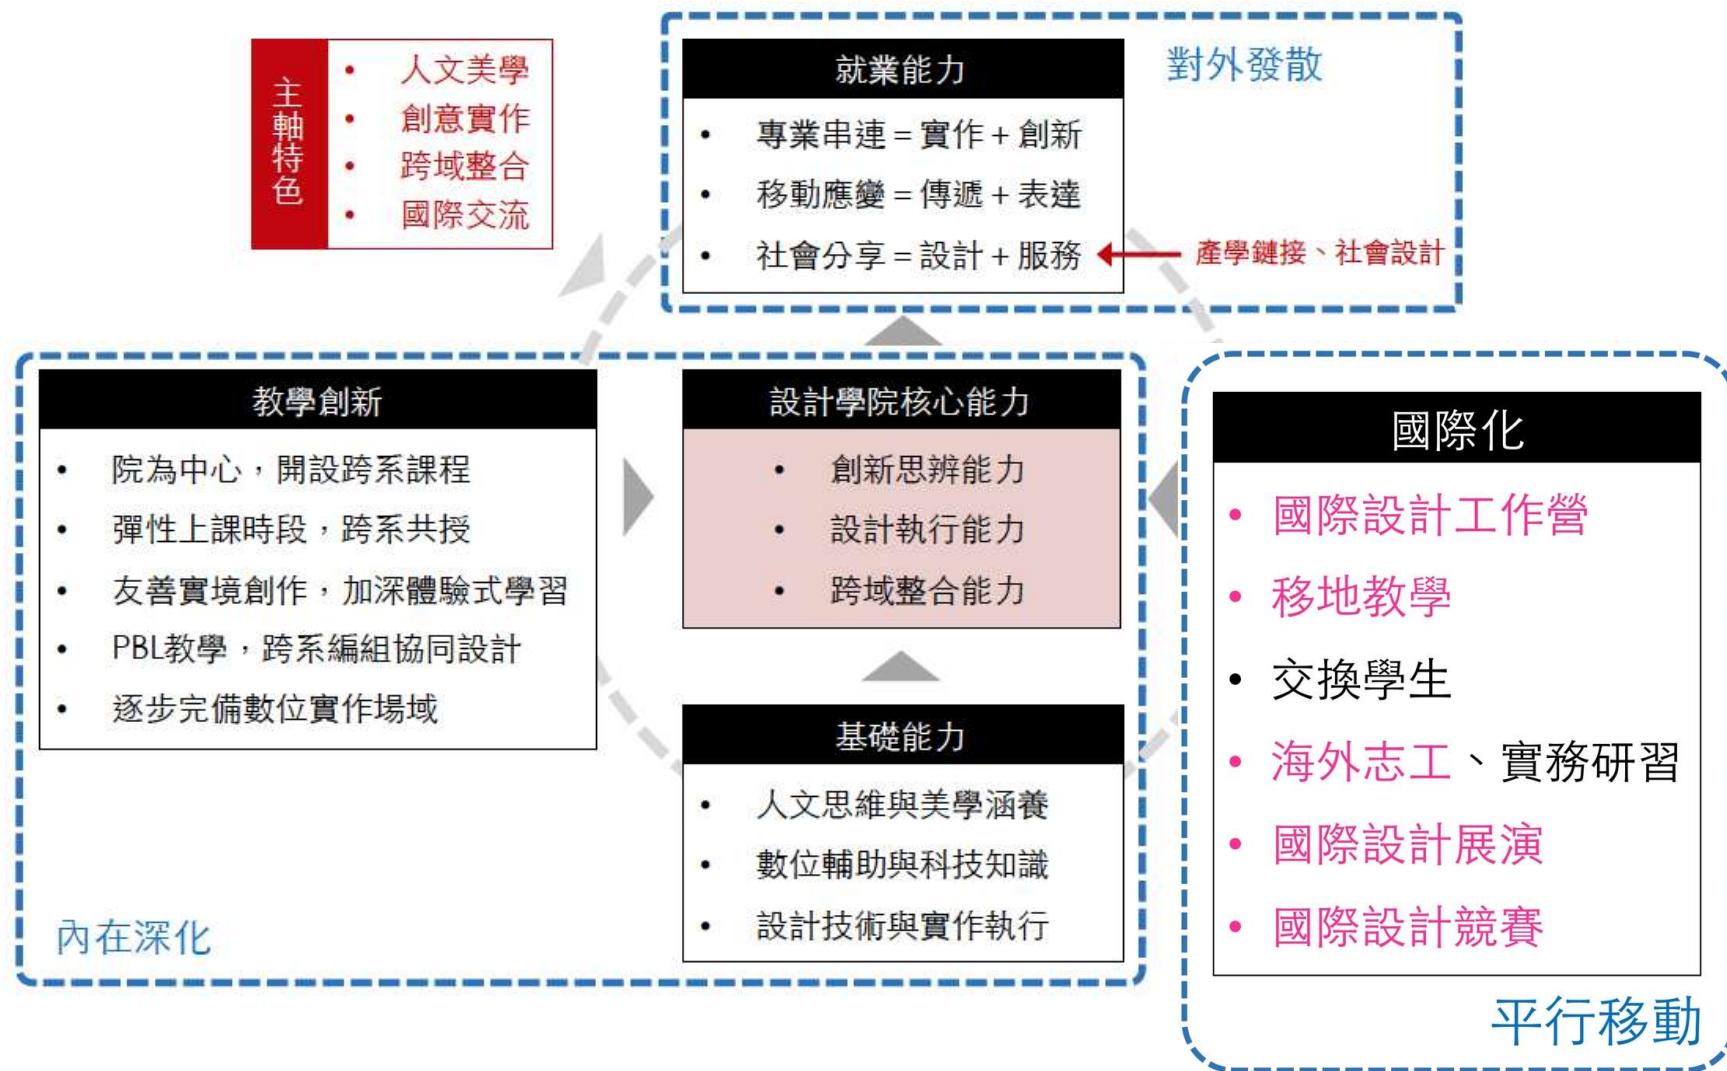 主軸特色
• 人文美學
• 創意實作
• 跨域整合
• 國際交流
對外發散
就業能力
• 專業串連 = 實作 + 創新
• 移動應變 = 傳遞 + 表達
• 社會分享 = 設計 + 服務
產學鏈接、社會設計
教學創新
• 院為中心，開設跨系課程
• 彈性上課時段，跨系共授
• 友善實境創作，加深體驗式學習
• PBL教學，跨系編組協同設計
• 逐步完備數位實作場域
設計學院核心能力
• 創新思辨能力
• 設計執行能力
• 跨域整合能力
基礎能力
• 人文思維與美學涵養
• 數位輔助與科技知識
• 設計技術與實作執行
內在深化
國際化
• 國際設計工作營
• 移地教學
• 交換學生
• 海外志工、實務研習
• 國際設計展演
• 國際設計競賽
平行移動